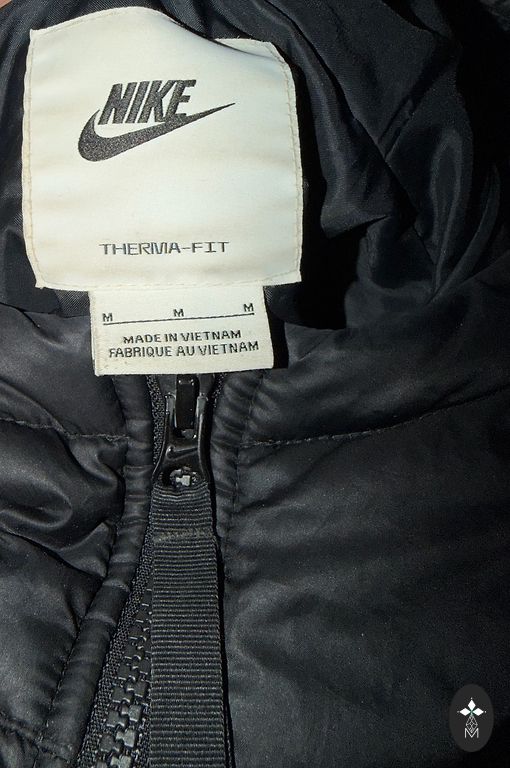 NIKE
THERMA-FIT
M M M
MADE IN VIETNAM
FABRIQUE AU VIETNAM
M